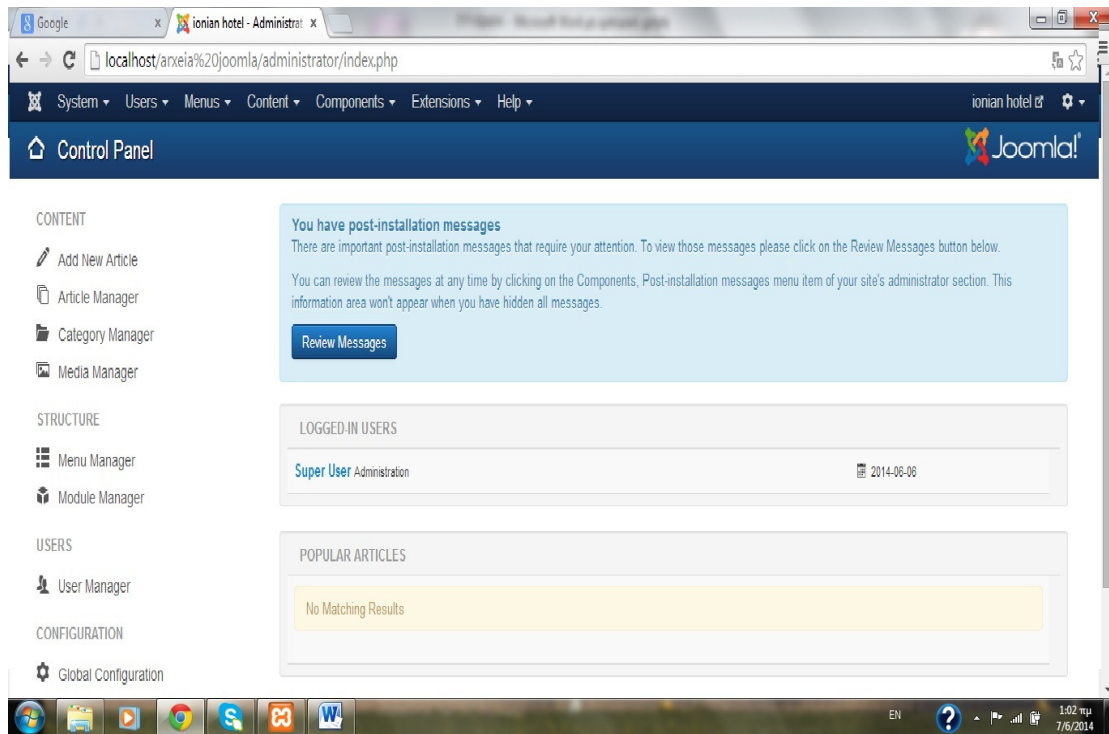 Google
ionian hotel - Administrat
localhost/arxeia%20joomla/administrator/index.php
System Users Menus Content Components Extensions Help
ionian hotel
Control Panel
Joomla!
CONTENT
Add New Article
Article Manager
Category Manager
Media Manager
STRUCTURE
Menu Manager
Module Manager
USERS
User Manager
CONFIGURATION
Global Configuration
You have post-installation messages
There are important post-installation messages that require your attention. To view those messages please click on the Review Messages button below.
You can review the messages at any time by clicking on the Components, Post-installation messages menu item of your site's administrator section. This
information area won't appear when you have hidden all messages.
Review Messages
LOGGED-IN USERS
Super User Administration
2014-06-06
POPULAR ARTICLES
No Matching Results
EN
1:02 πμ
7/6/2014